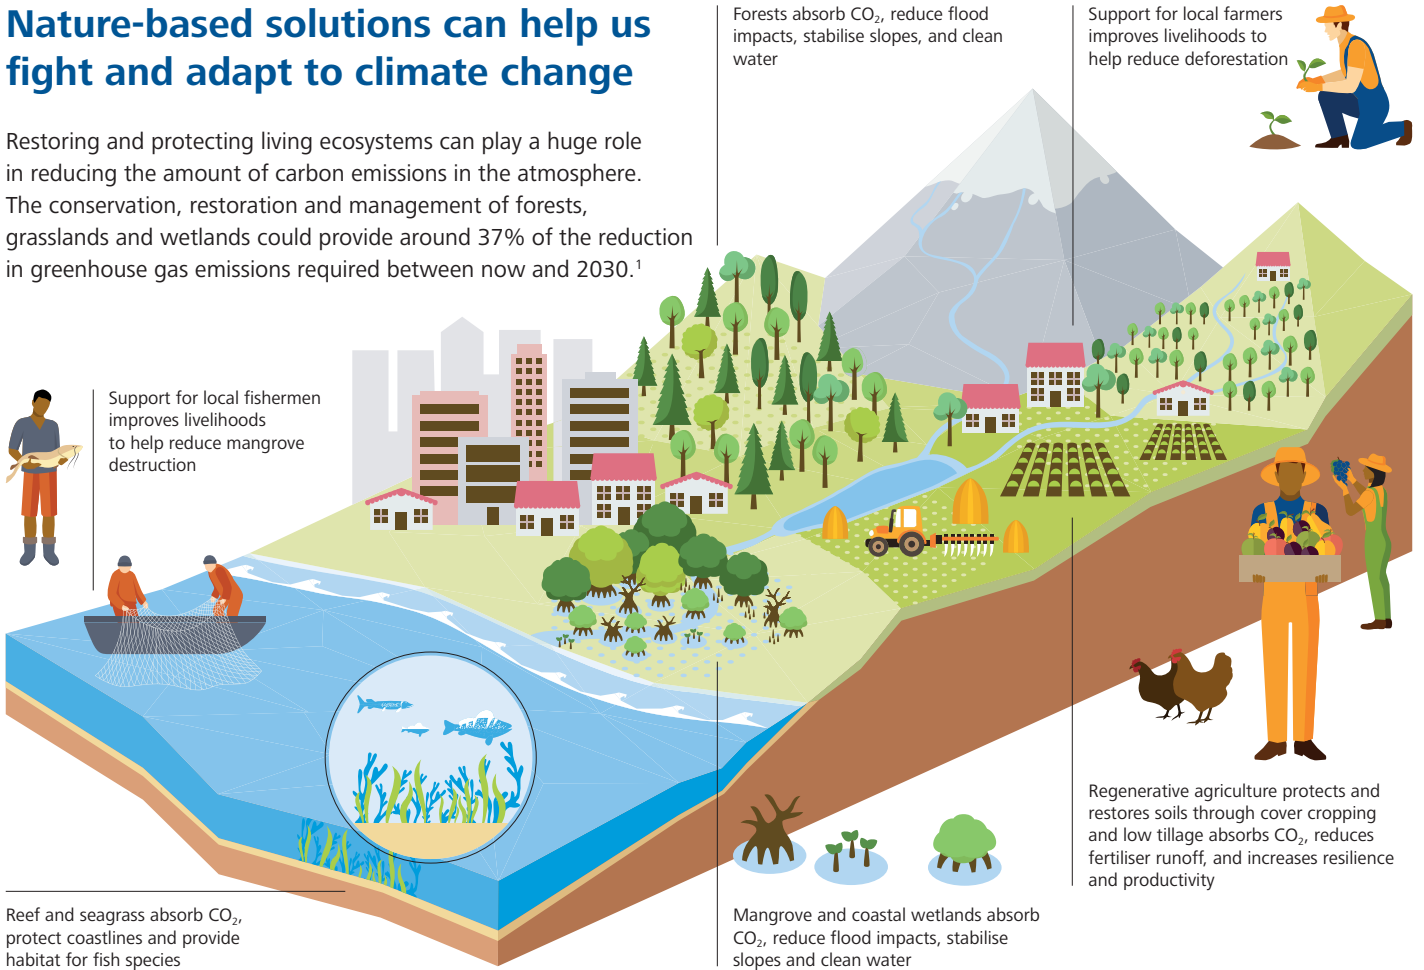 Nature-based solutions can help us
fight and adapt to climate change
Restoring and protecting living ecosystems can play a huge role
in reducing the amount of carbon emissions in the atmosphere.
The conservation, restoration and management of forests,
grasslands and wetlands could provide around 37% of the reduction
in greenhouse gas emissions required between now and 2030.¹
Forests absorb CO₂, reduce flood
impacts, stabilise slopes, and clean
water
Support for local farmers
improves livelihoods to
help reduce deforestation
Support for local fishermen
improves livelihoods
to help reduce mangrove
destruction
Regenerative agriculture protects and
restores soils through cover cropping
and low tillage absorbs CO₂, reduces
fertiliser runoff, and increases resilience
and productivity
Reef and seagrass absorb CO₂,
protect coastlines and provide
habitat for fish species
Mangrove and coastal wetlands absorb
CO₂, reduce flood impacts, stabilise
slopes and clean water